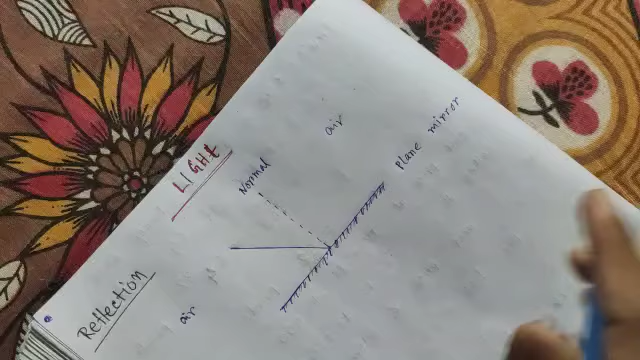 LIGHt
Reflection
Normal
air
Plane mirror
air